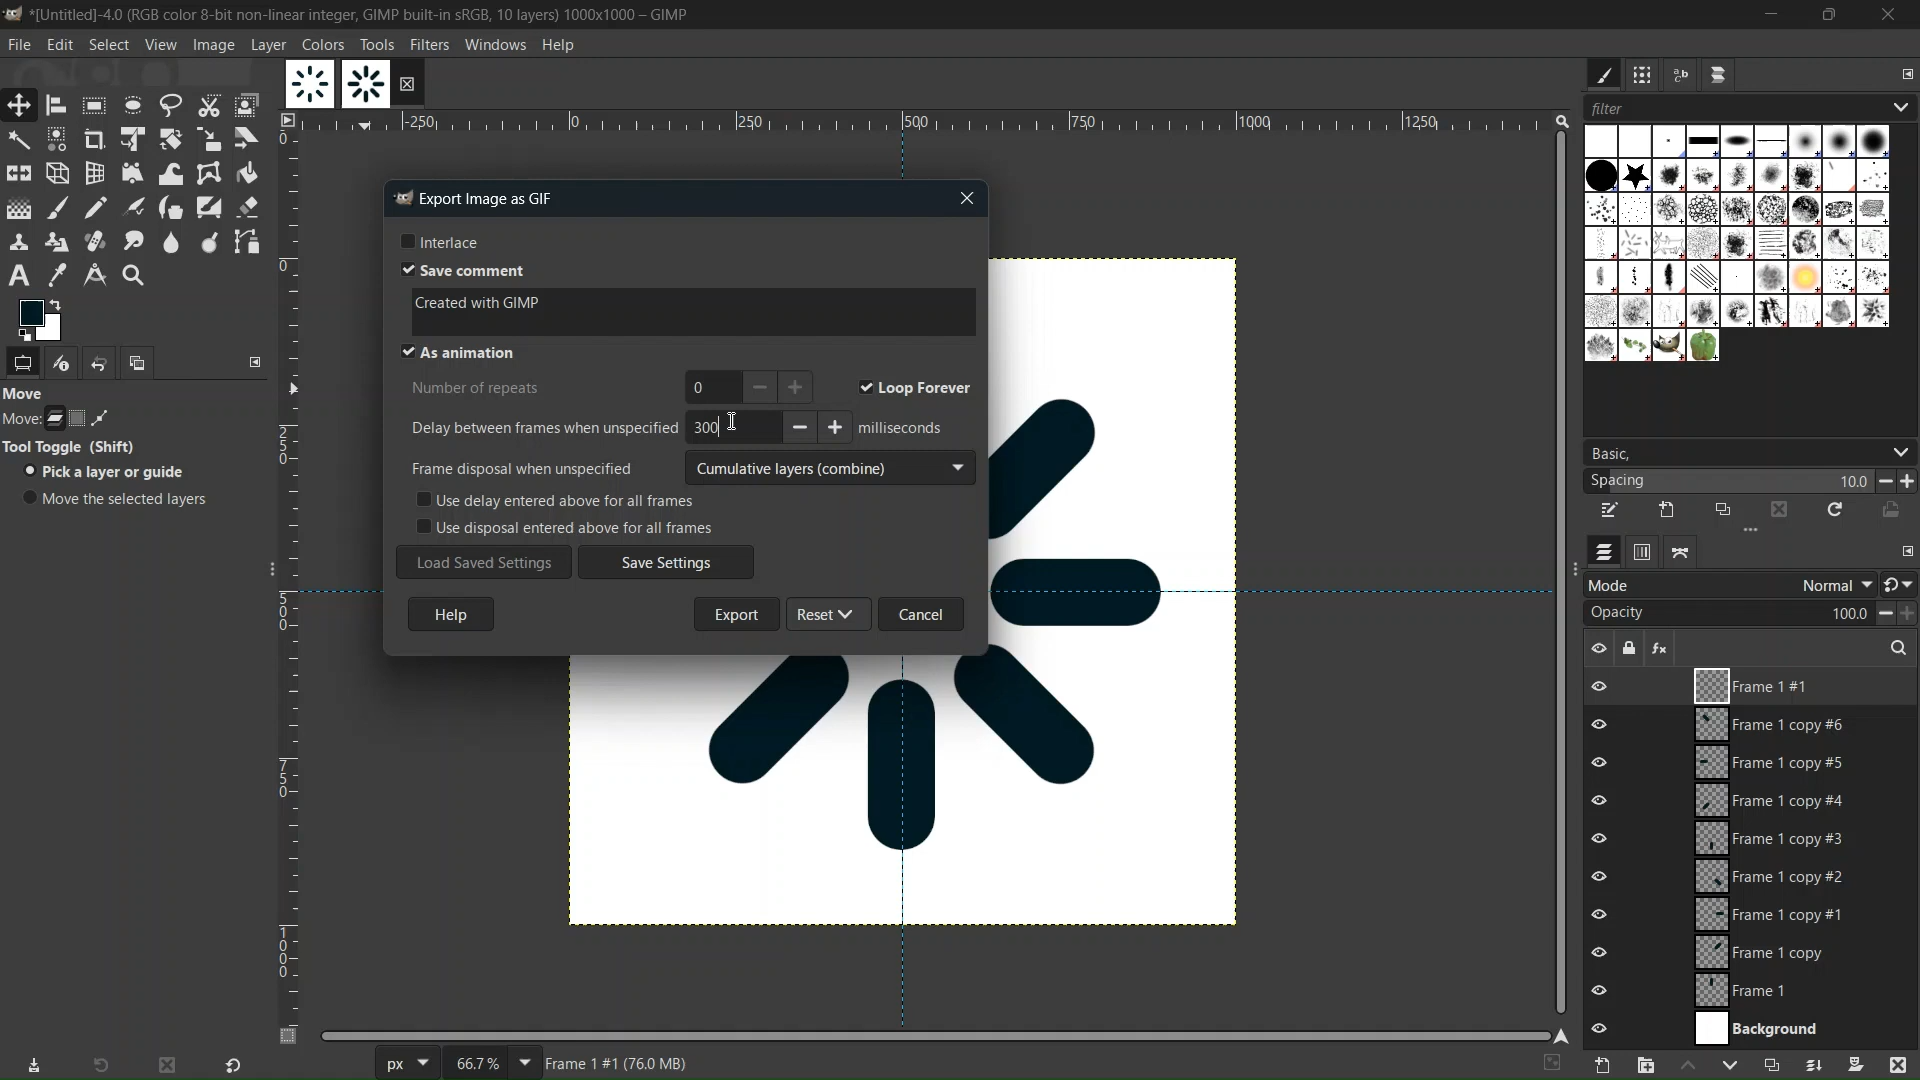 *[Untitled]-4.0 (RGB color 8-bit non-linear integer, GIMP built-in sRGB, 10 layers) 1000x1000 – GIMP
File Edit Select View Image Layer Colors Tools Filters Windows Help
filter
-250 0 250 500 750 1000 1250
0
250
500
750
1000
Export Image as GIF
Interlace
Save comment
Created with GIMP
As animation
Number of repeats 0 Loop Forever
Delay between frames when unspecified 300 milliseconds
Frame disposal when unspecified Cumulative layers (combine)
Use delay entered above for all frames
Use disposal entered above for all frames
Load Saved Settings Save Settings
Help Export Reset Cancel
Move
Move:
Tool Toggle (Shift)
Pick a layer or guide
Move the selected layers
Basic,
Spacing 10.0
Mode Normal
Opacity 100.0
Frame 1 #1
Frame 1 copy #6
Frame 1 copy #5
Frame 1 copy #4
Frame 1 copy #3
Frame 1 copy #2
Frame 1 copy #1
Frame 1 copy
Frame 1
Background
px 66.7 % Frame 1 #1 (76.0 MB)